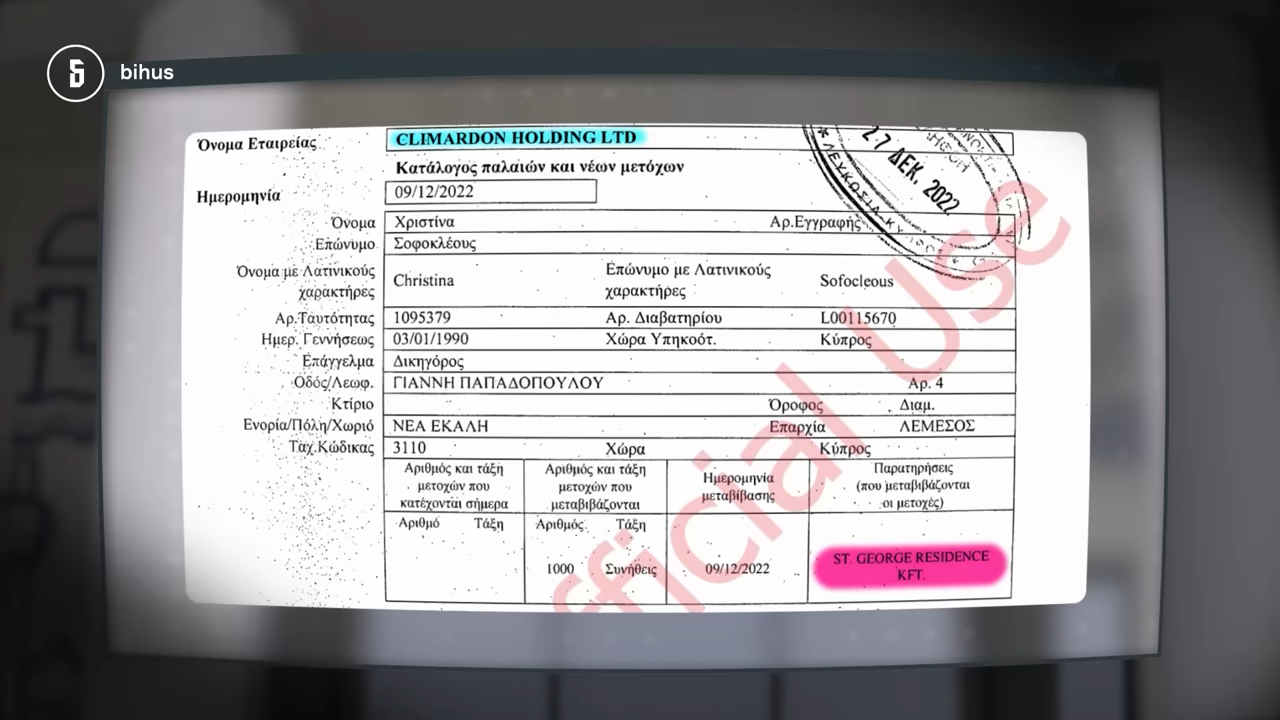 bihus
Όνομα Εταιρείας CLIMARDON HOLDING LTD
Κατάλογος παλαιών και νέων μετόχων
Ημερομηνία 09/12/2022
27 ΔΕΚ. 2022
ΛΕΥΚΩΣΙΑ-ΚΥΠΡΟΣ
Όνομα Χριστίνα Αρ.Εγγραφής
Επώνυμο Σοφοκλέους
Όνομα με Λατινικούς χαρακτήρες Christina Επώνυμο με Λατινικούς χαρακτήρες Sofocleous
Αρ.Ταυτότητας 1095379 Αρ. Διαβατηρίου L00115670
Ημερ. Γεννήσεως 03/01/1990 Χώρα Υπηκοότ. Κύπρος
Επάγγελμα Δικηγόρος
Οδός/Λεωφ. ΓΙΑΝΝΗ ΠΑΠΑΔΟΠΟΥΛΟΥ Αρ. 4
Κτίριο Όροφος Διαμ.
Ενορία/Πόλη/Χωριό ΝΕΑ ΕΚΑΛΗ Επαρχία ΛΕΜΕΣΟΣ
Ταχ.Κώδικας 3110 Χώρα Κύπρος
Αριθμός και τάξη μετοχών που κατέχονται σήμερα
Αριθμός και τάξη μετοχών που μεταβιβάζονται
Ημερομηνία μεταβίβασης
Παρατηρήσεις (που μεταβιβάζονται οι μετοχές)
Αριθμό Τάξη Αριθμός Τάξη
1000 Συνήθεις 09/12/2022 ST. GEORGE RESIDENCE
KFT.
fficial Use